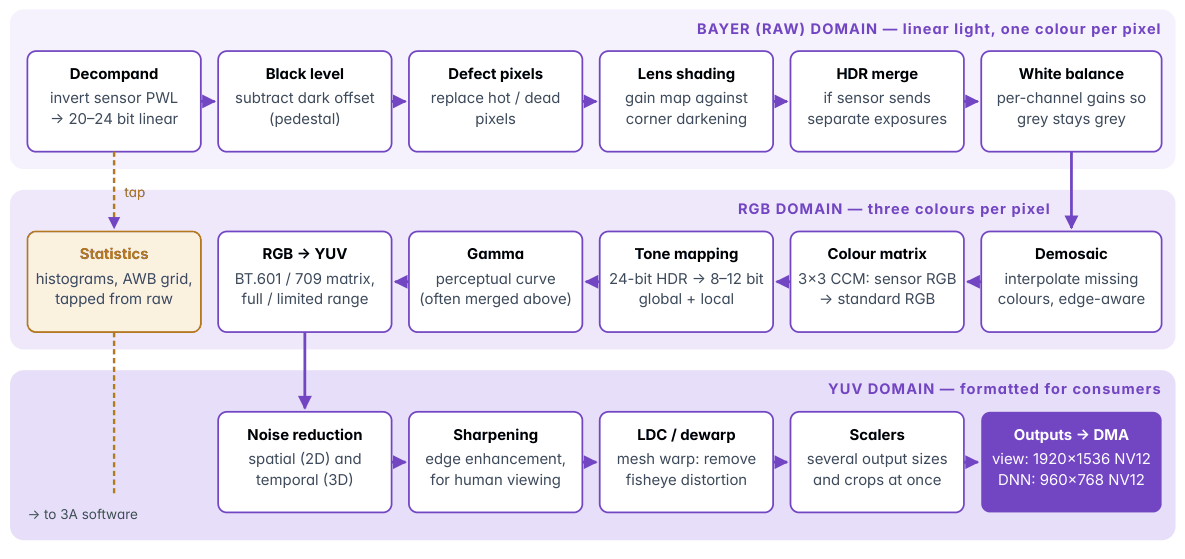 BAYER (RAW) DOMAIN — linear light, one colour per pixel
Decompand
invert sensor PWL
→ 20–24 bit linear
Black level
subtract dark offset
(pedestal)
Defect pixels
replace hot / dead
pixels
Lens shading
gain map against
corner darkening
HDR merge
if sensor sends
separate exposures
White balance
per-channel gains so
grey stays grey
tap
RGB DOMAIN — three colours per pixel
Statistics
histograms, AWB grid,
tapped from raw
RGB → YUV
BT.601 / 709 matrix,
full / limited range
Gamma
perceptual curve
(often merged above)
Tone mapping
24-bit HDR → 8–12 bit
global + local
Colour matrix
3×3 CCM: sensor RGB
→ standard RGB
Demosaic
interpolate missing
colours, edge-aware
YUV DOMAIN — formatted for consumers
Noise reduction
spatial (2D) and
temporal (3D)
Sharpening
edge enhancement,
for human viewing
LDC / dewarp
mesh warp: remove
fisheye distortion
Scalers
several output sizes
and crops at once
Outputs → DMA
view: 1920×1536 NV12
DNN: 960×768 NV12
→ to 3A software